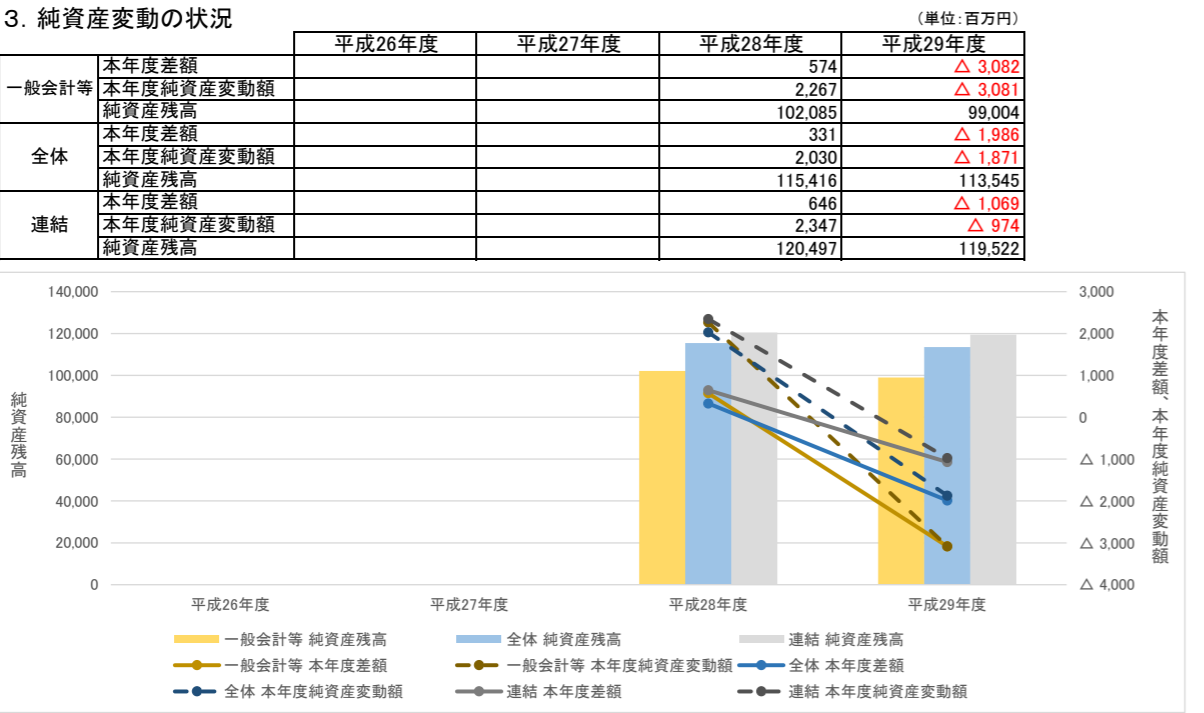 3. 純資産変動の状況
（単位：百万円）
平成26年度 平成27年度 平成28年度 平成29年度
一般会計等
本年度差額 574 △ 3,082
本年度純資産変動額 2,267 △ 3,081
純資産残高 102,085 99,004
全体
本年度差額 331 △ 1,986
本年度純資産変動額 2,030 △ 1,871
純資産残高 115,416 113,545
連結
本年度差額 646 △ 1,069
本年度純資産変動額 2,347 △ 974
純資産残高 120,497 119,522
純資産残高
140,000
120,000
100,000
80,000
60,000
40,000
20,000
0
3,000
2,000
1,000
0
△ 1,000
△ 2,000
△ 3,000
△ 4,000
本年度差額、本年度純資産変動額
平成26年度 平成27年度 平成28年度 平成29年度
一般会計等 純資産残高 全体 純資産残高 連結 純資産残高
一般会計等 本年度差額 一般会計等 本年度純資産変動額 全体 本年度差額
全体 本年度純資産変動額 連結 本年度差額 連結 本年度純資産変動額